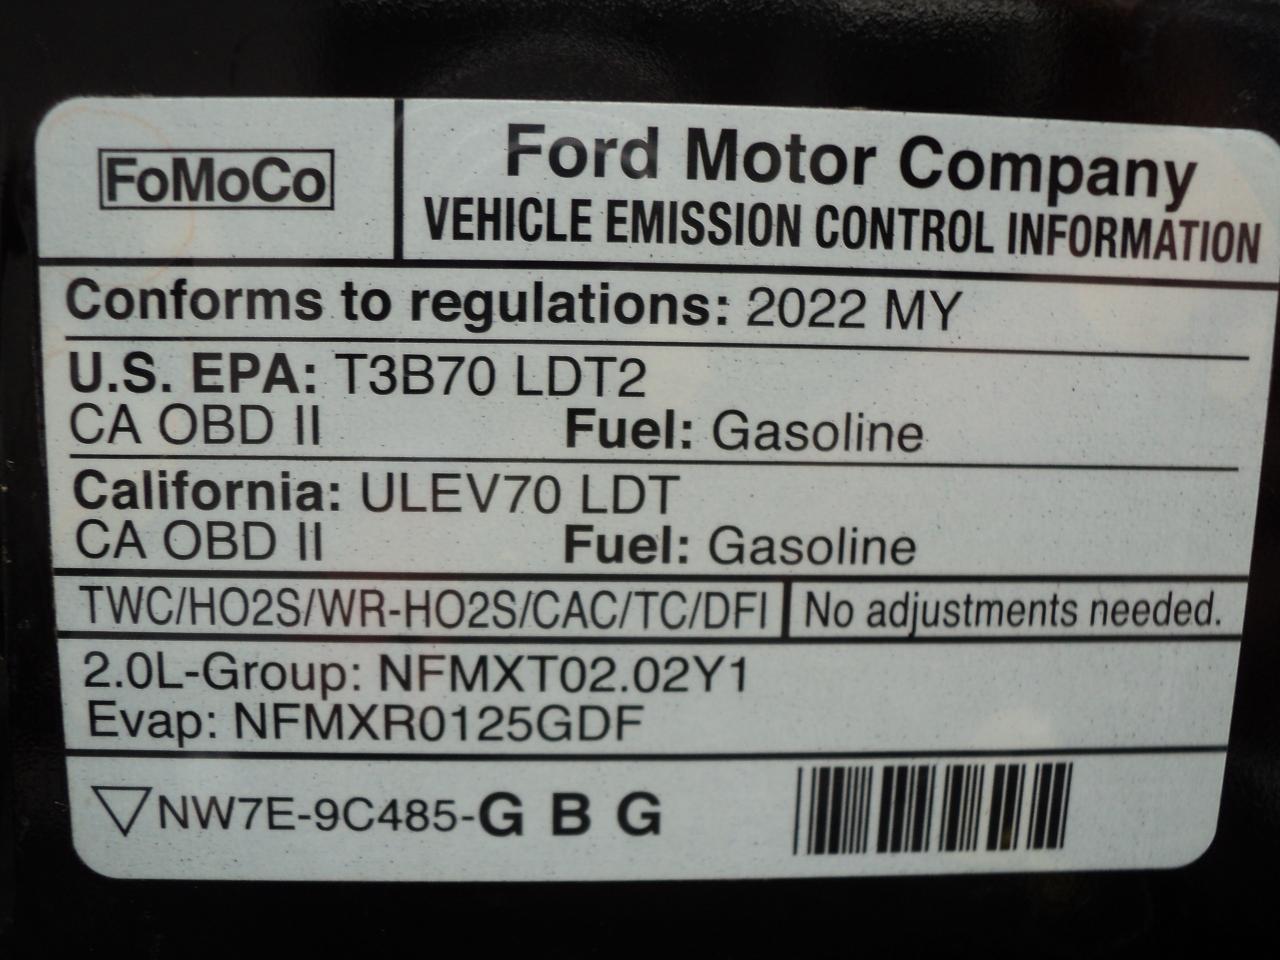 FoMoCo
Ford Motor Company
VEHICLE EMISSION CONTROL INFORMATION
Conforms to regulations: 2022 MY
U.S. EPA: T3B70 LDT2
CA OBD II Fuel: Gasoline
California: ULEV70 LDT
CA OBD II Fuel: Gasoline
TWC/HO2S/WR-HO2S/CAC/TC/DFI No adjustments needed.
2.0L-Group: NFMXT02.02Y1
Evap: NFMXR0125GDF
▽NW7E-9C485-G B G